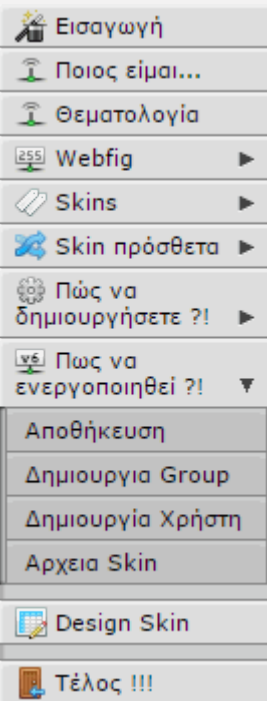 Εισαγωγή
Ποιος είμαι...
Θεματολογία
255 Webfig
Skins
Skin πρόσθετα
Πώς να
δημιουργήσετε ?!
v6 Πως να
ενεργοποιηθεί ?!
Αποθήκευση
Δημιουργια Group
Δημιουργία Χρήστη
Αρχεια Skin
Design Skin
Τέλος !!!